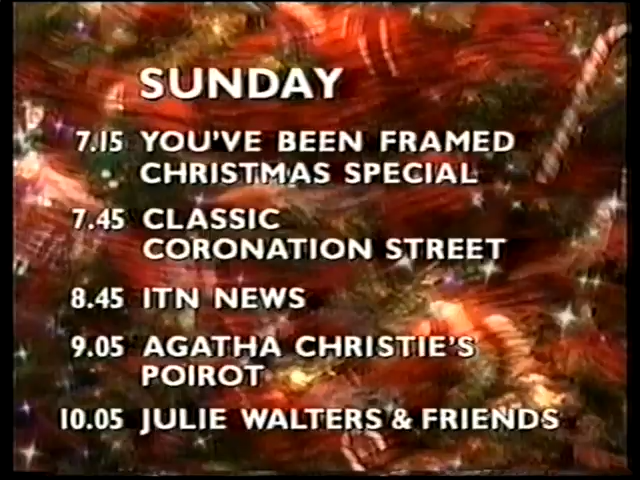 SUNDAY
7.15 YOU'VE BEEN FRAMED
CHRISTMAS SPECIAL
7.45 CLASSIC
CORONATION STREET
8.45 ITN NEWS
9.05 AGATHA CHRISTIE'S
POIROT
10.05 JULIE WALTERS & FRIENDS